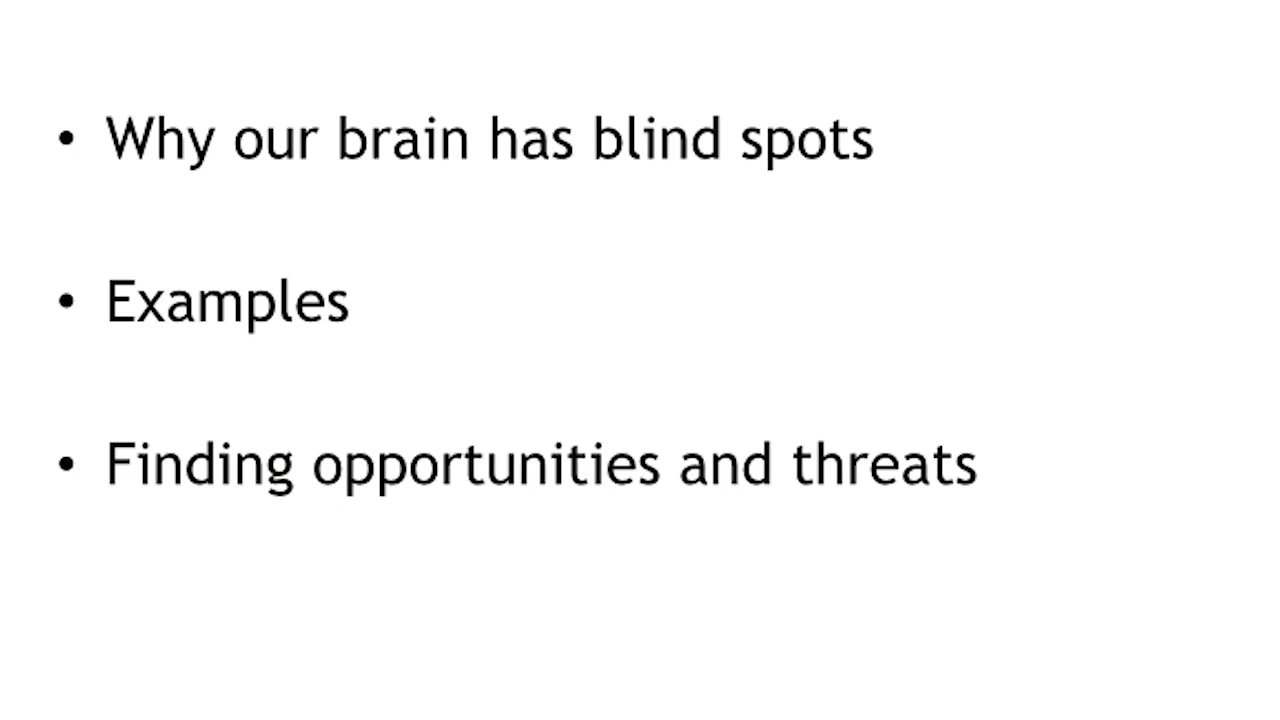 • Why our brain has blind spots
• Examples
• Finding opportunities and threats